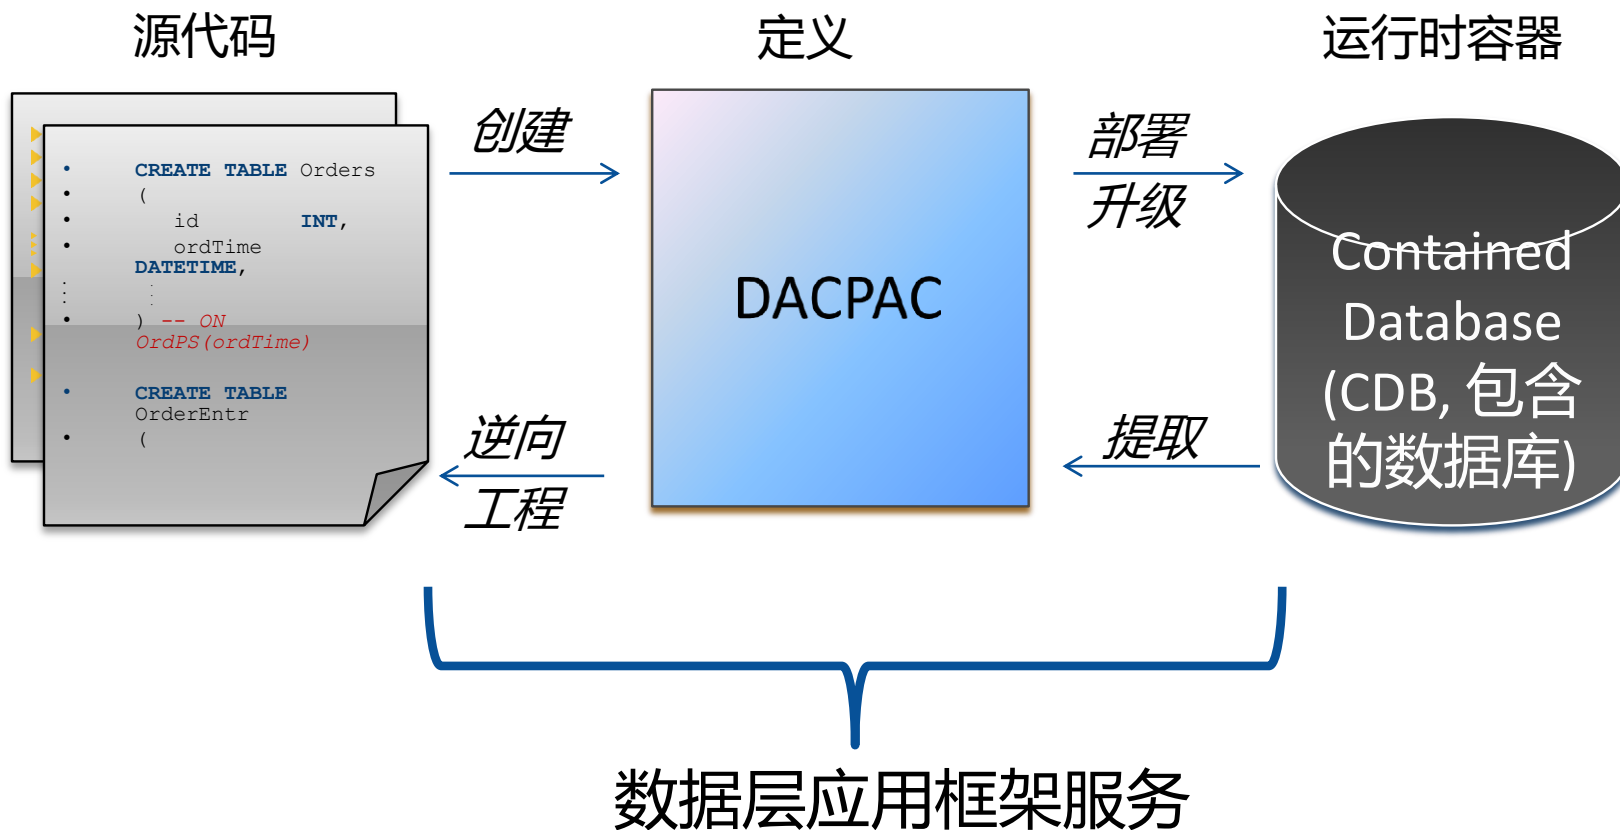 源代码
定义
运行时容器
• CREATE TABLE Orders
• (
• id INT,
• ordTime
DATETIME,
• ) -- ON
OrdPS(ordTime)
• CREATE TABLE
OrderEntr
• (
创建
逆向
工程
DACPAC
部署
升级
提取
Contained
Database
(CDB, 包含
的数据库)
数据层应用框架服务